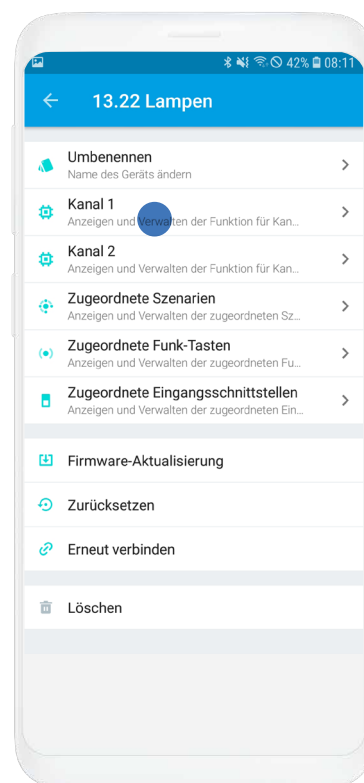 42% 08:11
13.22 Lampen
Umbenennen
Name des Geräts ändern
Kanal 1
Anzeigen und Verwalten der Funktion für Kan...
Kanal 2
Anzeigen und Verwalten der Funktion für Kan...
Zugeordnete Szenarien
Anzeigen und Verwalten der zugeordneten Sz...
Zugeordnete Funk-Tasten
Anzeigen und Verwalten der zugeordneten Fu...
Zugeordnete Eingangsschnittstellen
Anzeigen und Verwalten der zugeordneten Ein...
Firmware-Aktualisierung
Zurücksetzen
Erneut verbinden
Löschen